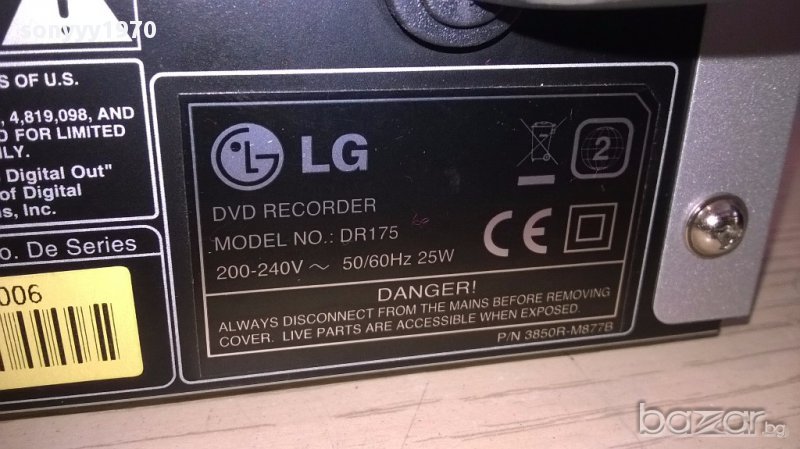 sonyyy1970
S OF U.S.
, 4,819,098, AND
D FOR LIMITED
NLY.
Digital Out"
of Digital
s, Inc.
o. De Series
006
LG
2
DVD RECORDER
MODEL NO.: DR175
200-240V ~ 50/60Hz 25W
CE
DANGER!
ALWAYS DISCONNECT FROM THE MAINS BEFORE REMOVING
COVER. LIVE PARTS ARE ACCESSIBLE WHEN EXPOSED.
P/N 3850R-M877B
bazar.bg